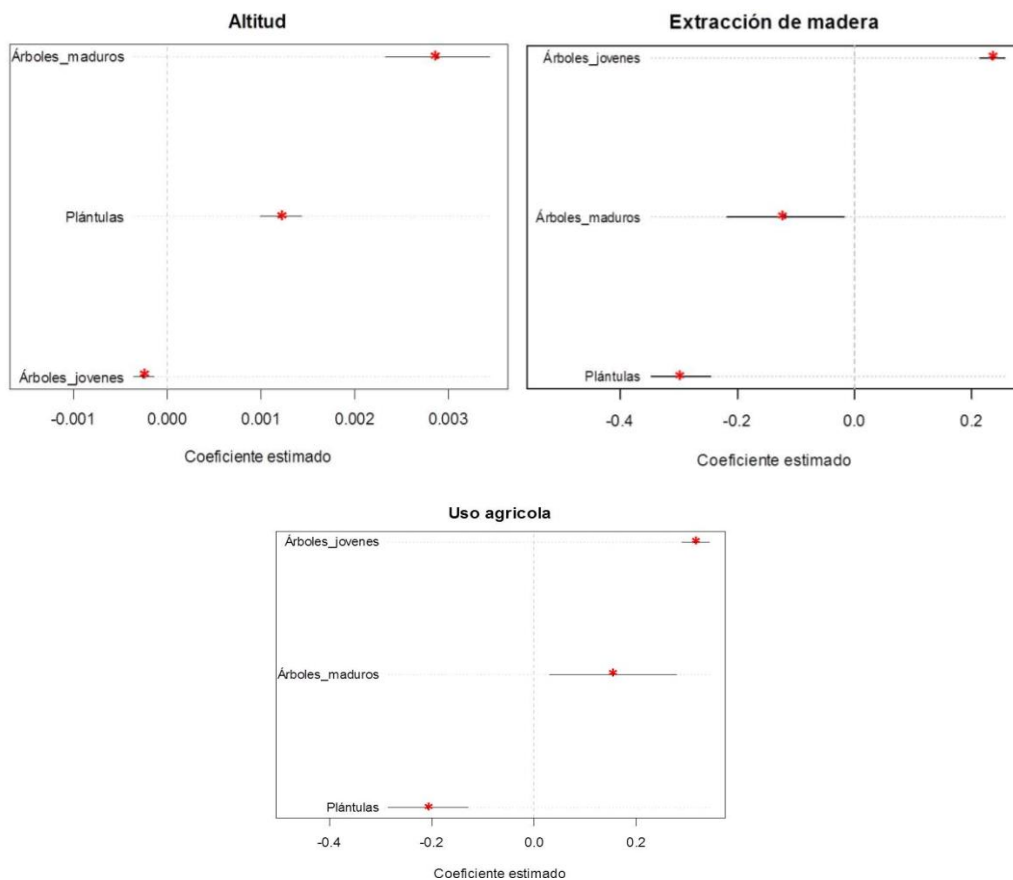 Altitud
Árboles_maduros
Plántulas
Árboles_jovenes
-0.001 0.000 0.001 0.002 0.003
Coeficiente estimado
Extracción de madera
Árboles_jovenes
Árboles_maduros
Plántulas
-0.4 -0.2 0.0 0.2
Coeficiente estimado
Uso agricola
Árboles_jovenes
Árboles_maduros
Plántulas
-0.4 -0.2 0.0 0.2
Coeficiente estimado